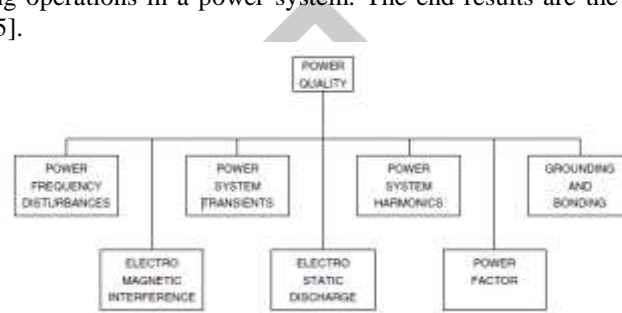 ng operations in a power system. The end results are the
5].
POWER
QUALITY
POWER
FREQUENCY
DISTURBANCES
POWER
SYSTEM
TRANSIENTS
POWER
SYSTEM
HARMONICS
GROUNDING
AND
BONDING
ELECTRO
MAGNETIC
INTERFERENCE
ELECTRO
STATIC
DISCHARGE
POWER
FACTOR